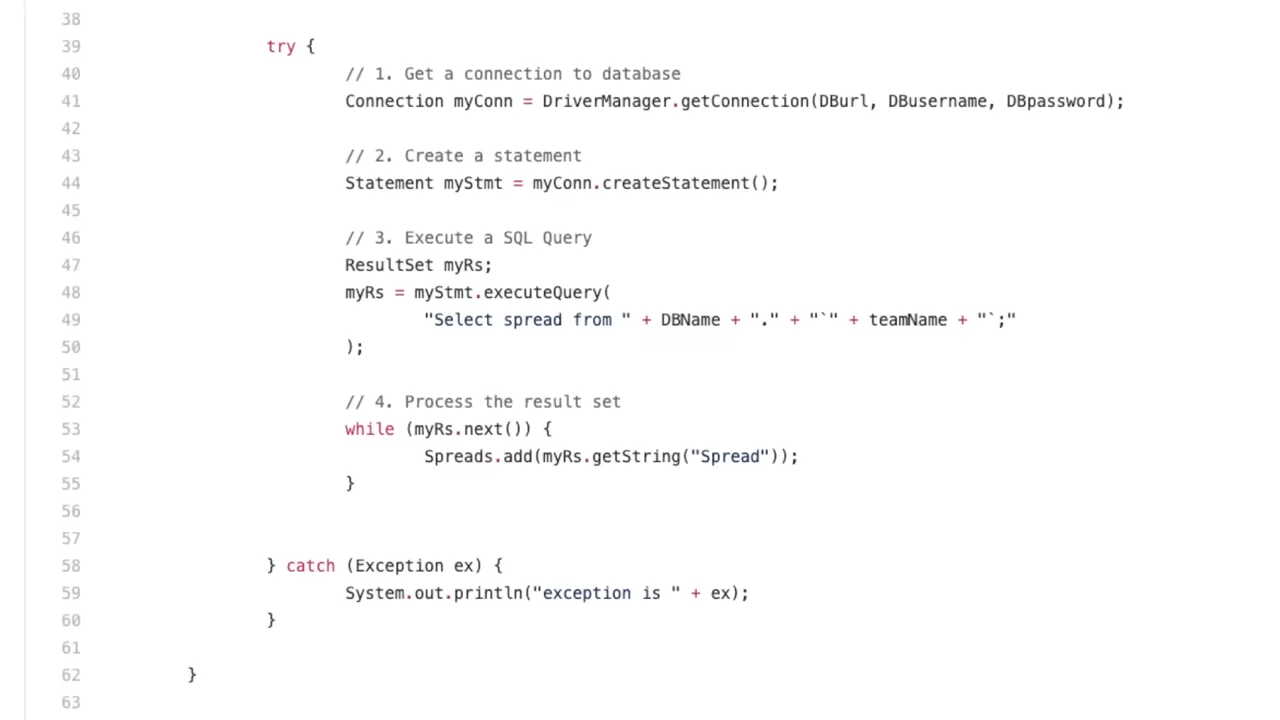 38
39 try {
40 // 1. Get a connection to database
41 Connection myConn = DriverManager.getConnection(DBurl, DBusername, DBpassword);
42
43 // 2. Create a statement
44 Statement myStmt = myConn.createStatement();
45
46 // 3. Execute a SQL Query
47 ResultSet myRs;
48 myRs = myStmt.executeQuery(
49 "Select spread from " + DBName + "." + "`" + teamName + "`;"
50 );
51
52 // 4. Process the result set
53 while (myRs.next()) {
54 Spreads.add(myRs.getString("Spread"));
55 }
56
57
58 } catch (Exception ex) {
59 System.out.println("exception is " + ex);
60 }
61
62 }
63